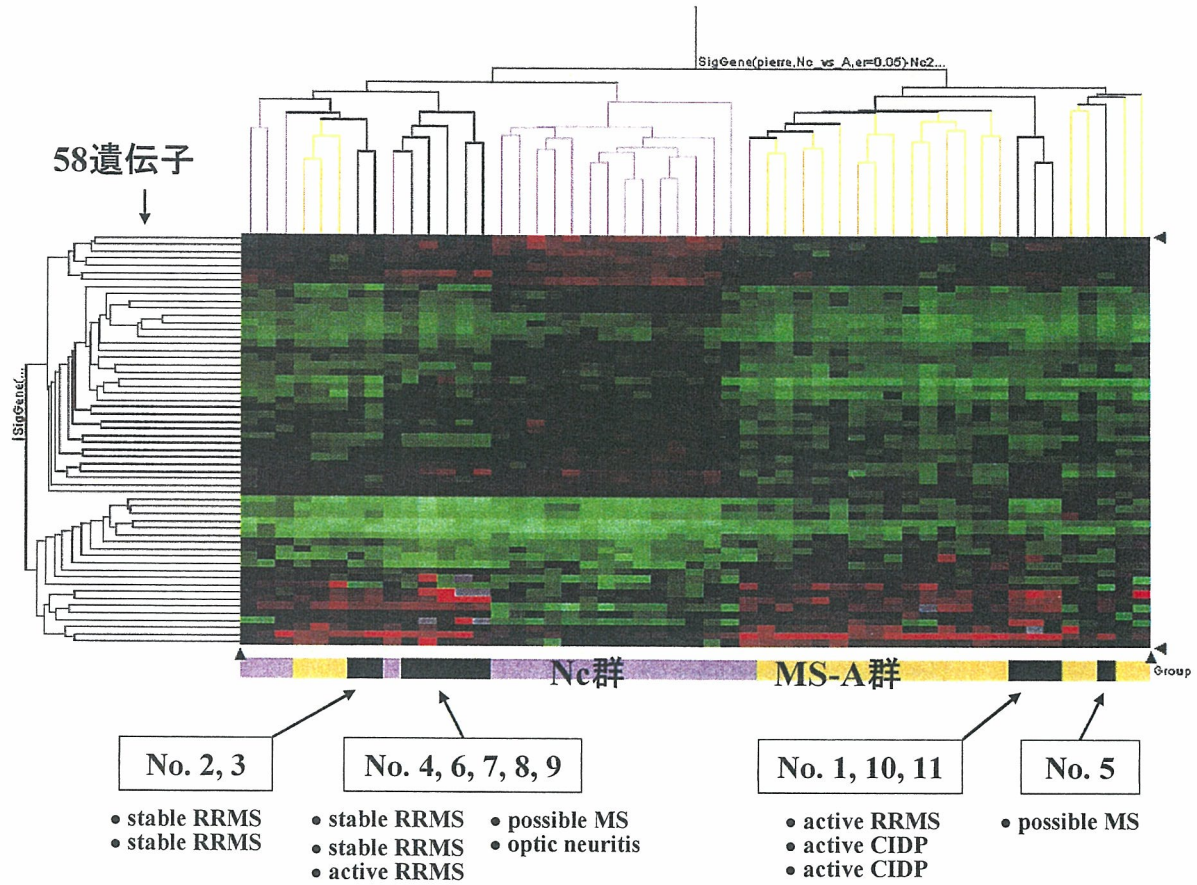 SigGene(pierre,Nc_vs_A,er=0.05)-Nc2...
58遺伝子
SigGene(...
Nc群
MS-A群
Group
No. 2, 3
No. 4, 6, 7, 8, 9
No. 1, 10, 11
No. 5
• stable RRMS
• stable RRMS
• stable RRMS
• stable RRMS
• active RRMS
• possible MS
• optic neuritis
• active RRMS
• active CIDP
• active CIDP
• possible MS